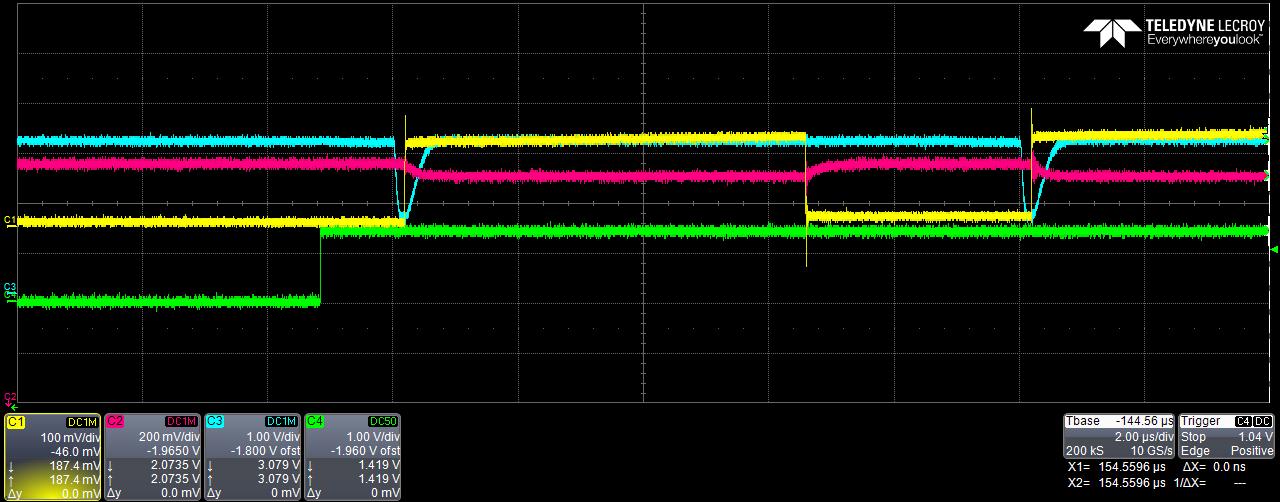 TELEDYNE LECROY
Everywhereyoulook™
C1
C3
C2
C1 DC1M
100 mV/div
-46.0 mV
↓ 187.4 mV
↑ 187.4 mV
Δy 0.0 mV
C2 DC1M
200 mV/div
-1.9650 V
↓ 2.0735 V
↑ 2.0735 V
Δy 0.0 mV
C3 DC1M
1.00 V/div
-1.800 V ofst
↓ 3.079 V
↑ 3.079 V
Δy 0 mV
C4 DC50
1.00 V/div
-1.960 V ofst
↓ 1.419 V
↑ 1.419 V
Δy 0 mV
Tbase -144.56 µs
2.00 µs/div
200 kS 10 GS/s
Trigger C4 DC
Stop 1.04 V
Edge Positive
X1= 154.5596 µs ΔX= 0.0 ns
X2= 154.5596 µs 1/ΔX= ---